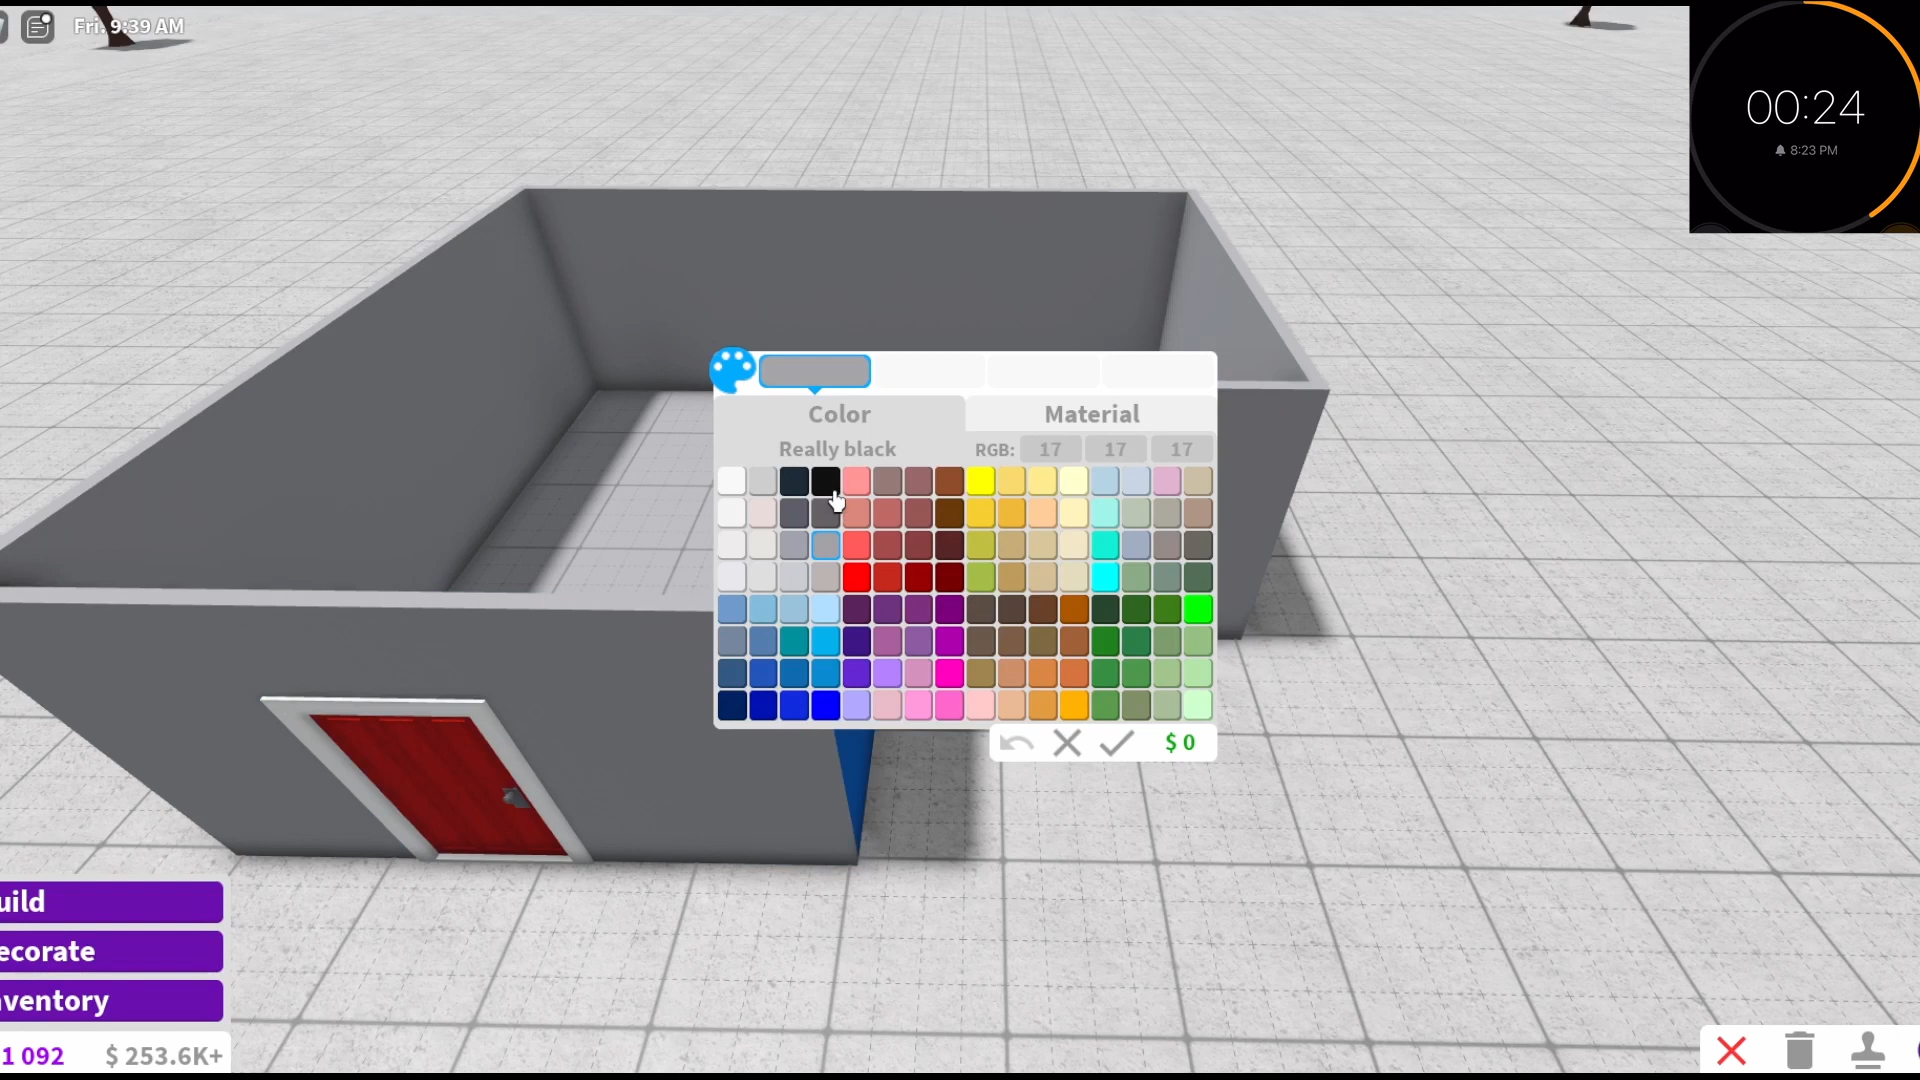 Fri. 9:39 AM
00:24
8:23 PM
Color
Material
Really black
RGB: 17 17 17
$ 0
uild
ecorate
nventory
1 092 $ 253.6K+